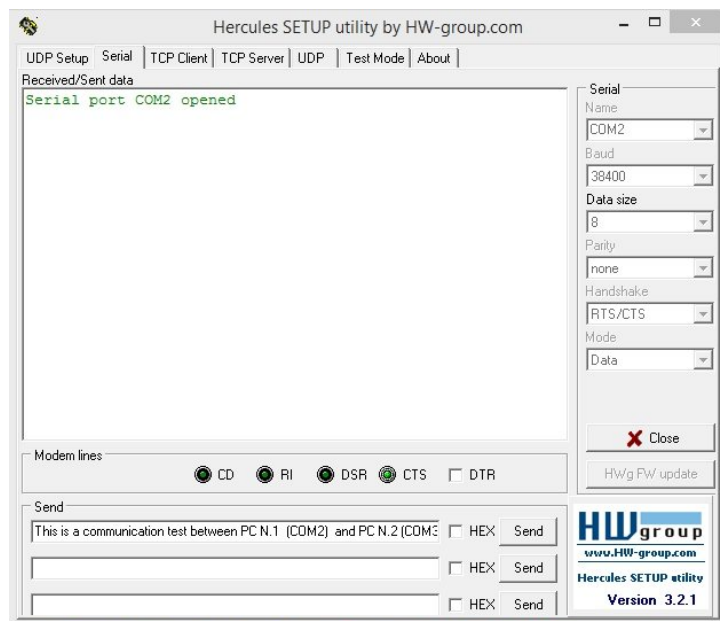 Hercules SETUP utility by HW-group.com
UDP Setup Serial TCP Client TCP Server UDP Test Mode About
Received/Sent data
Serial port COM2 opened
Serial
Name
COM2
Baud
38400
Data size
8
Parity
none
Handshake
RTS/CTS
Mode
Data
Close
HWg FW update
Modem lines
CD RI DSR CTS DTR
Send
This is a communication test between PC N.1 (COM2) and PC N.2 (COM3
HEX Send
HEX Send
HEX Send
HWgroup
www.HW-group.com
Hercules SETUP utility
Version 3.2.1